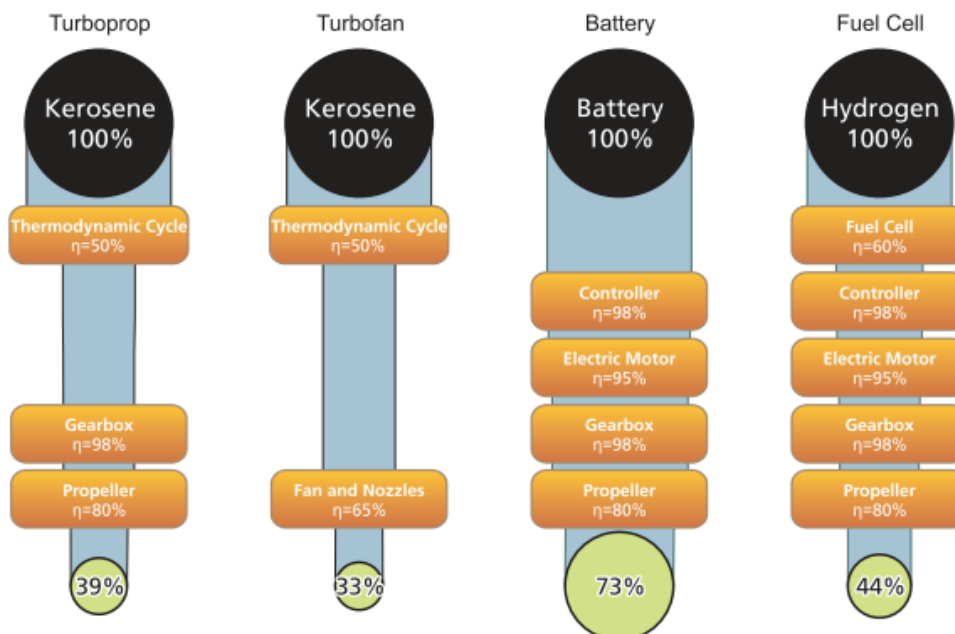 Turboprop
Kerosene
100%
Thermodynamic Cycle
η=50%
Gearbox
η=98%
Propeller
η=80%
39%
Turbofan
Kerosene
100%
Thermodynamic Cycle
η=50%
Fan and Nozzles
η=65%
33%
Battery
Battery
100%
Controller
η=98%
Electric Motor
η=95%
Gearbox
η=98%
Propeller
η=80%
73%
Fuel Cell
Hydrogen
100%
Fuel Cell
η=60%
Controller
η=98%
Electric Motor
η=95%
Gearbox
η=98%
Propeller
η=80%
44%